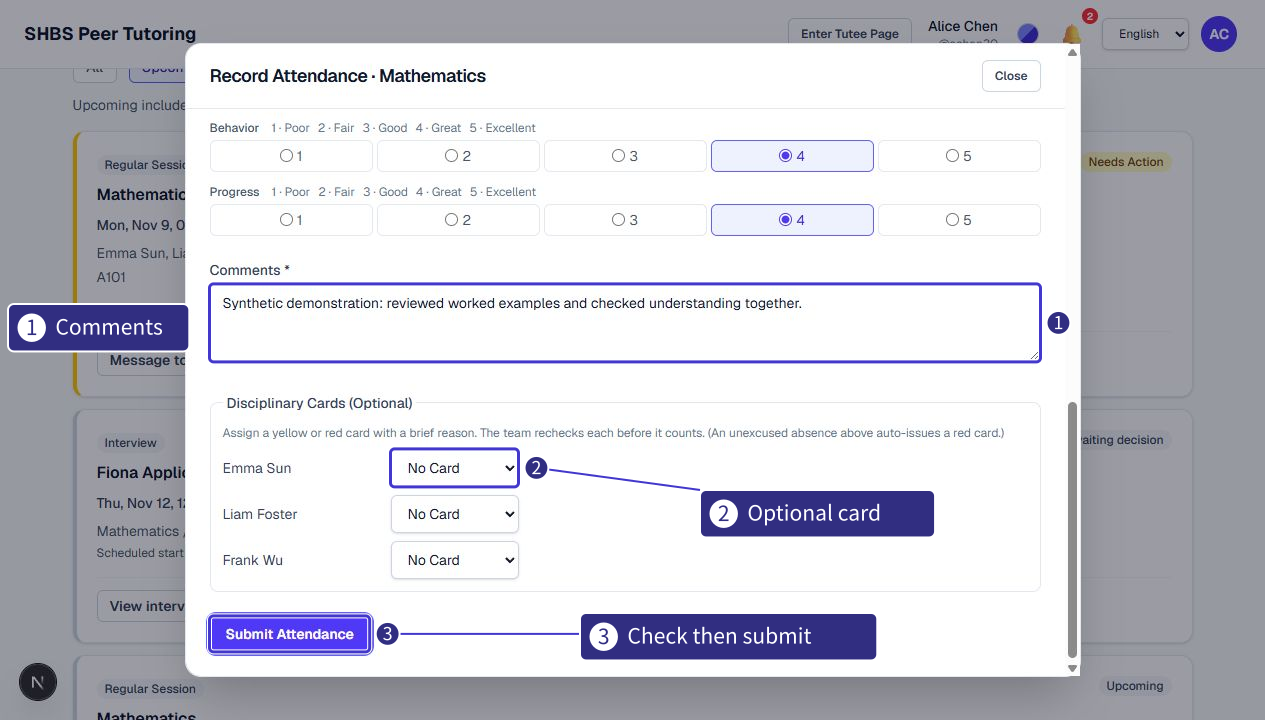 SHBS Peer Tutoring
Enter Tutee Page
Alice Chen
2
English
AC
All
Upcom
Upcoming include
Record Attendance · Mathematics
Close
Behavior 1 · Poor 2 · Fair 3 · Good 4 · Great 5 · Excellent
1 2 3 4 5
Progress 1 · Poor 2 · Fair 3 · Good 4 · Great 5 · Excellent
1 2 3 4 5
Comments *
Synthetic demonstration: reviewed worked examples and checked understanding together.
1
1 Comments
Disciplinary Cards (Optional)
Assign a yellow or red card with a brief reason. The team rechecks each before it counts. (An unexcused absence above auto-issues a red card.)
Emma Sun No Card 2
2 Optional card
Liam Foster No Card
Frank Wu No Card
Submit Attendance 3
3 Check then submit
Regular Sessio
Needs Action
Mathematic
Mon, Nov 9, 0
Emma Sun, Lia
A101
Message to
Interview
aiting decision
Fiona Applic
Thu, Nov 12, 12
Mathematics
Scheduled start
View interv
Regular Session
Upcoming
Mathematics
N